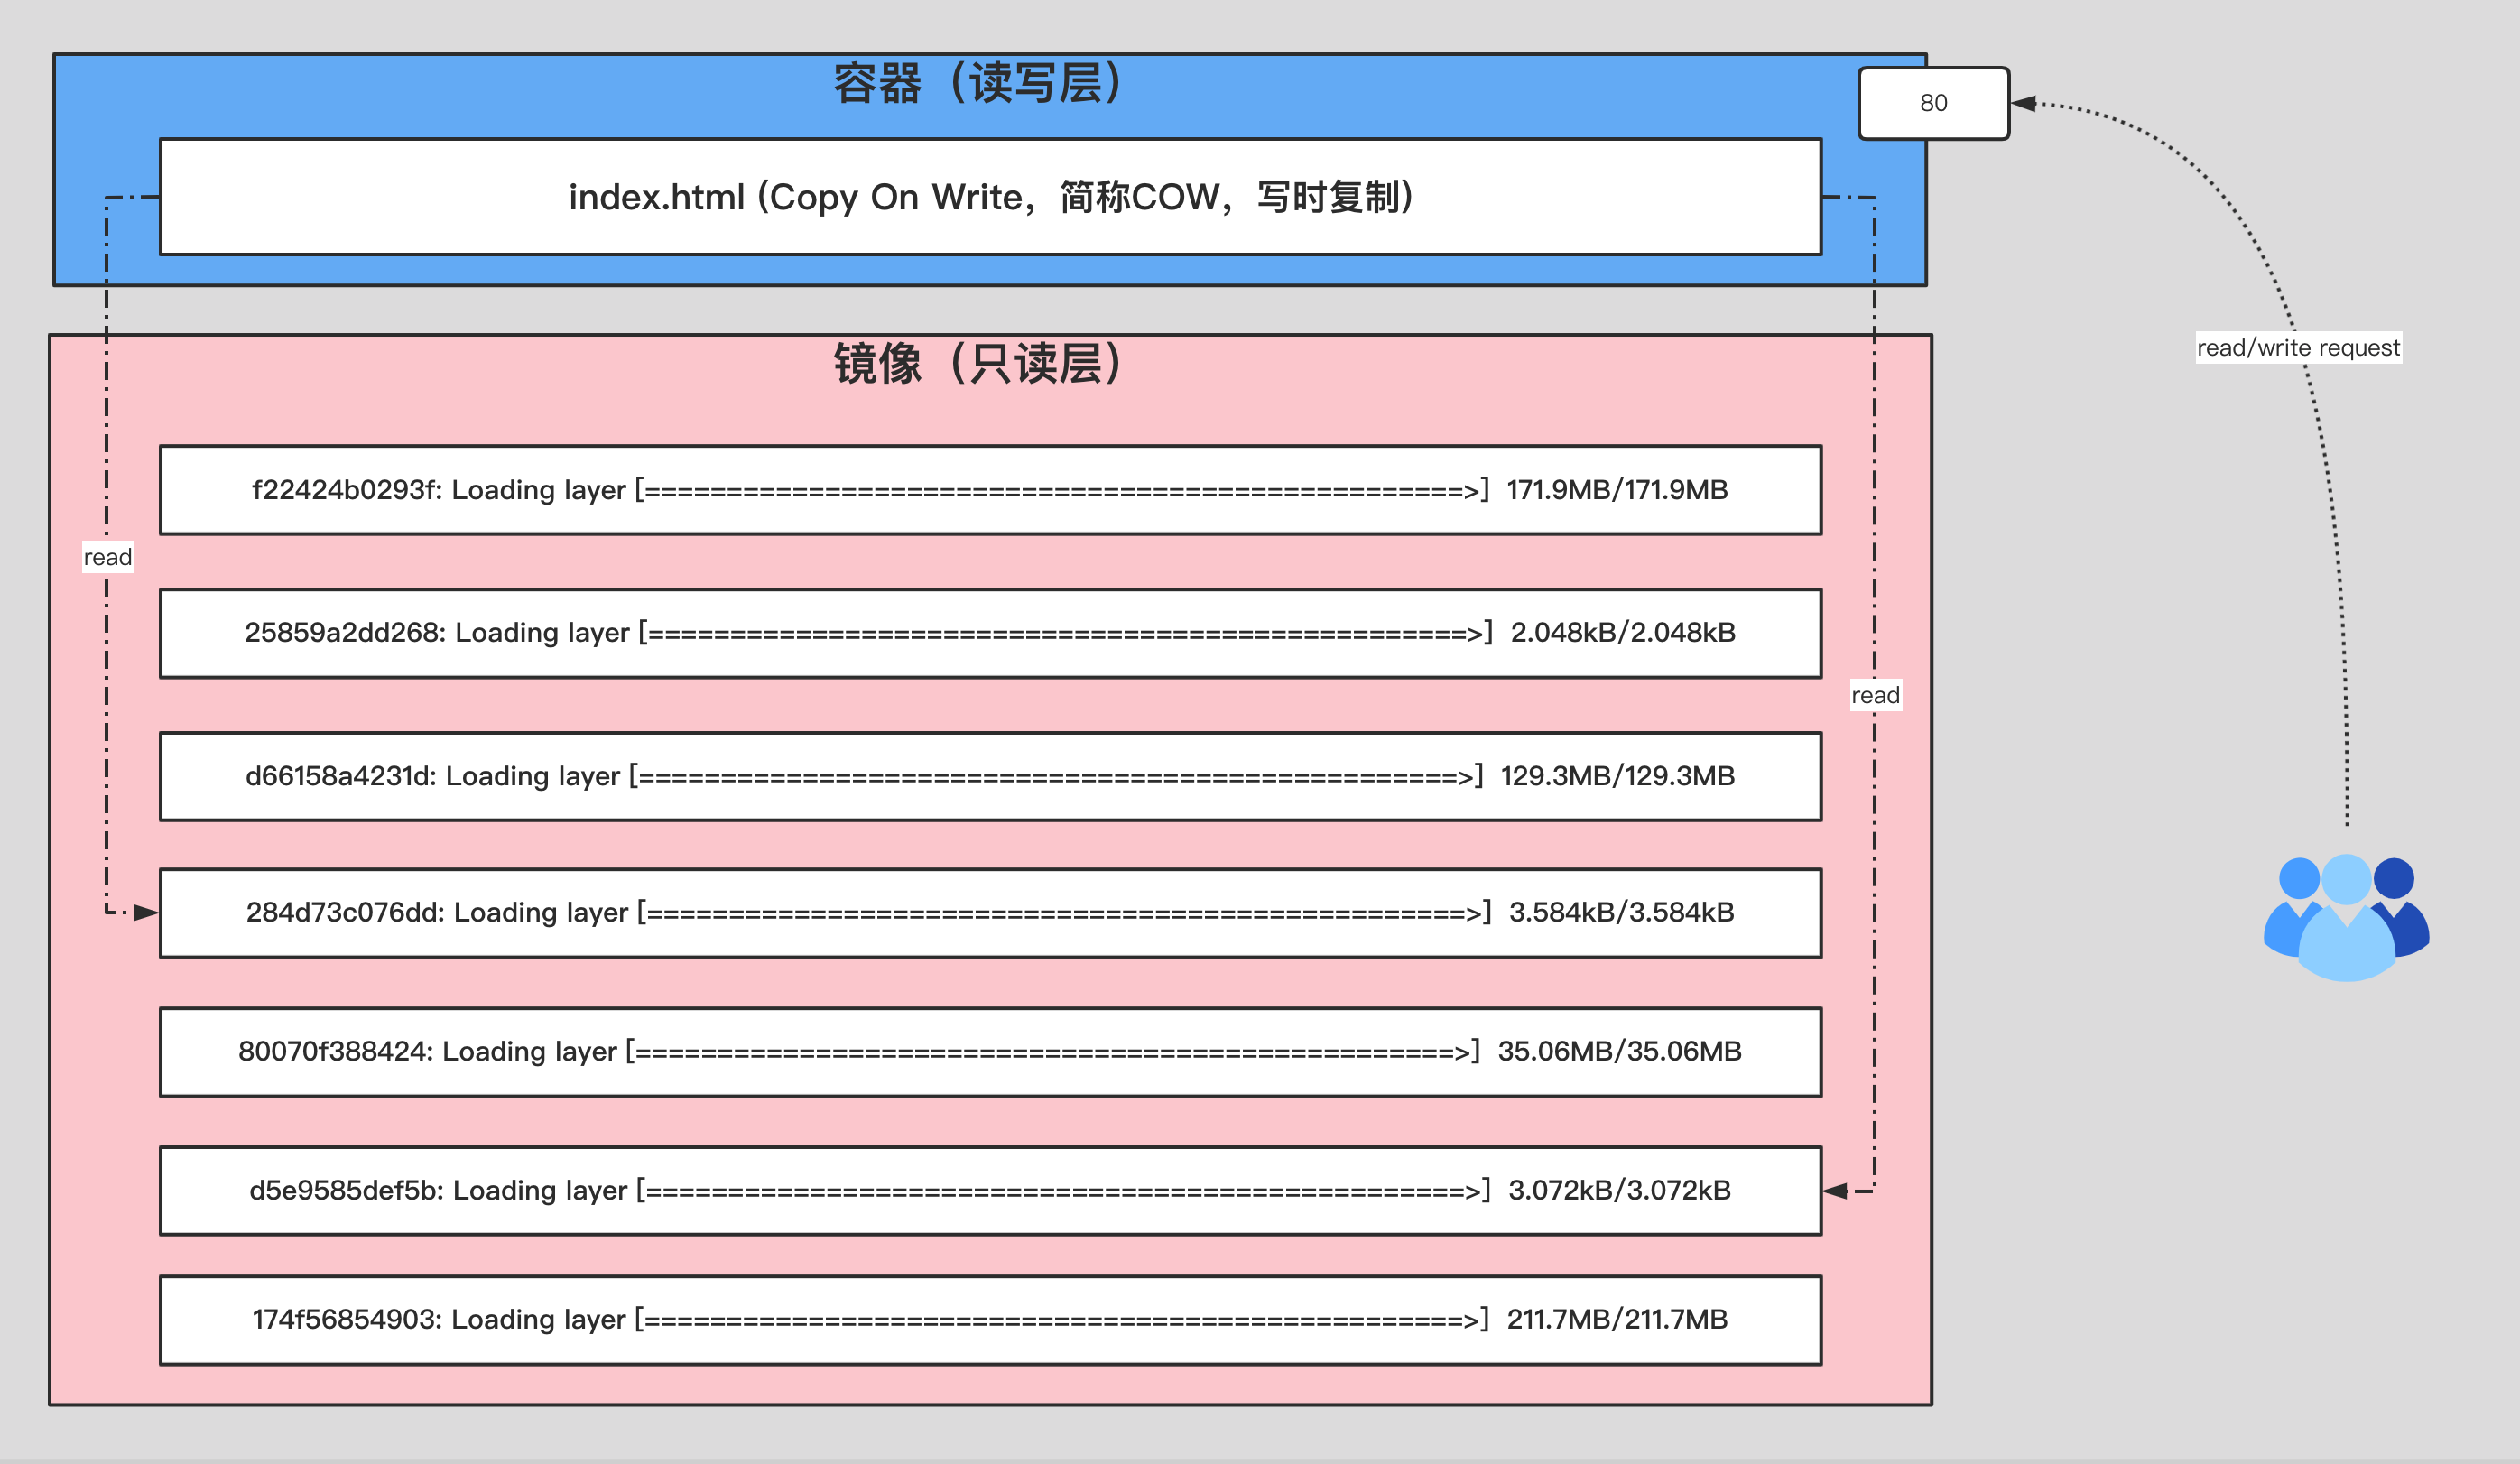 容器（读写层）
80
index.html (Copy On Write，简称COW，写时复制)
read/write request
镜像（只读层）
f22424b0293f: Loading layer [==================================================>] 171.9MB/171.9MB
read
25859a2dd268: Loading layer [==================================================>] 2.048kB/2.048kB
read
d66158a4231d: Loading layer [==================================================>] 129.3MB/129.3MB
284d73c076dd: Loading layer [==================================================>] 3.584kB/3.584kB
80070f388424: Loading layer [==================================================>] 35.06MB/35.06MB
d5e9585def5b: Loading layer [==================================================>] 3.072kB/3.072kB
174f56854903: Loading layer [==================================================>] 211.7MB/211.7MB